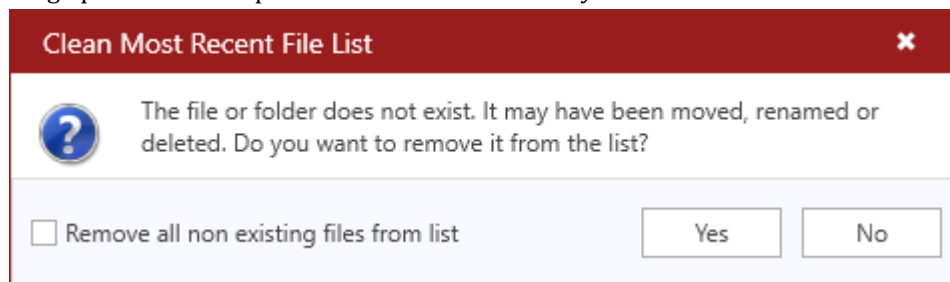 Clean Most Recent File List
The file or folder does not exist. It may have been moved, renamed or
deleted. Do you want to remove it from the list?
Remove all non existing files from list
Yes
No